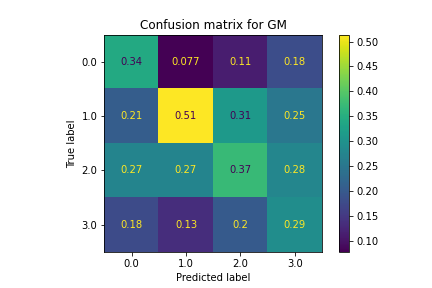 Confusion matrix for GM
True label
0.0 0.34 0.077 0.11 0.18
1.0 0.21 0.51 0.31 0.25
2.0 0.27 0.27 0.37 0.28
3.0 0.18 0.13 0.2 0.29
0.0 1.0 2.0 3.0
Predicted label
0.50
0.45
0.40
0.35
0.30
0.25
0.20
0.15
0.10